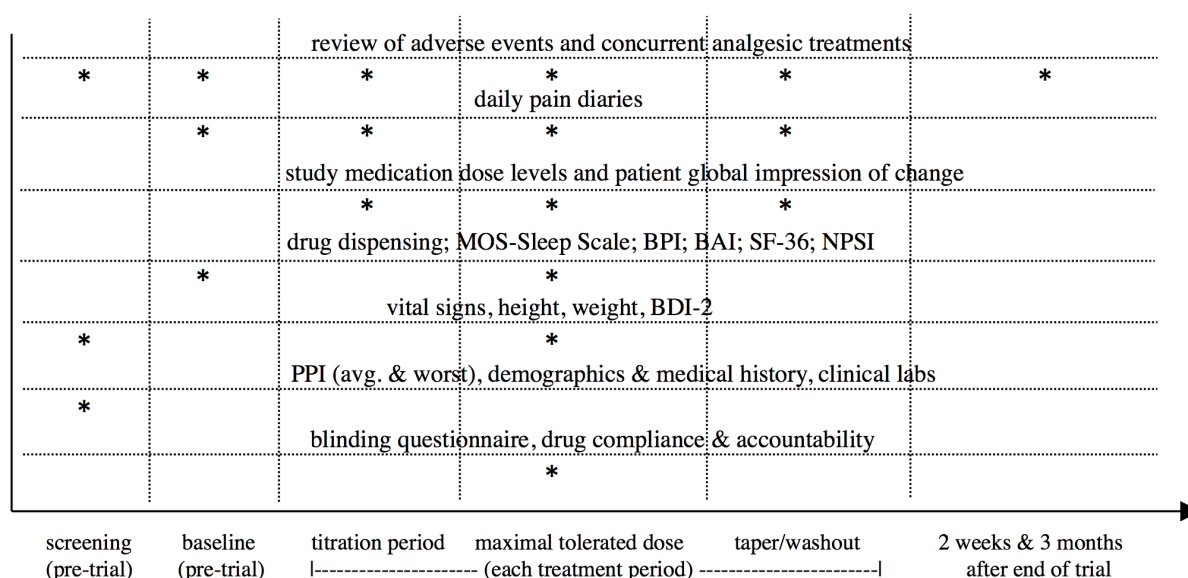 review of adverse events and concurrent analgesic treatments
* * * * * *
daily pain diaries
* * * *
study medication dose levels and patient global impression of change
* * *
drug dispensing; MOS-Sleep Scale; BPI; BAI; SF-36; NPSI
* *
vital signs, height, weight, BDI-2
* *
PPI (avg. & worst), demographics & medical history, clinical labs
*
blinding questionnaire, drug compliance & accountability
*
screening baseline titration period maximal tolerated dose taper/washout 2 weeks & 3 months
(pre-trial) (pre-trial) |-------------------- (each treatment period) ----------------------| after end of trial